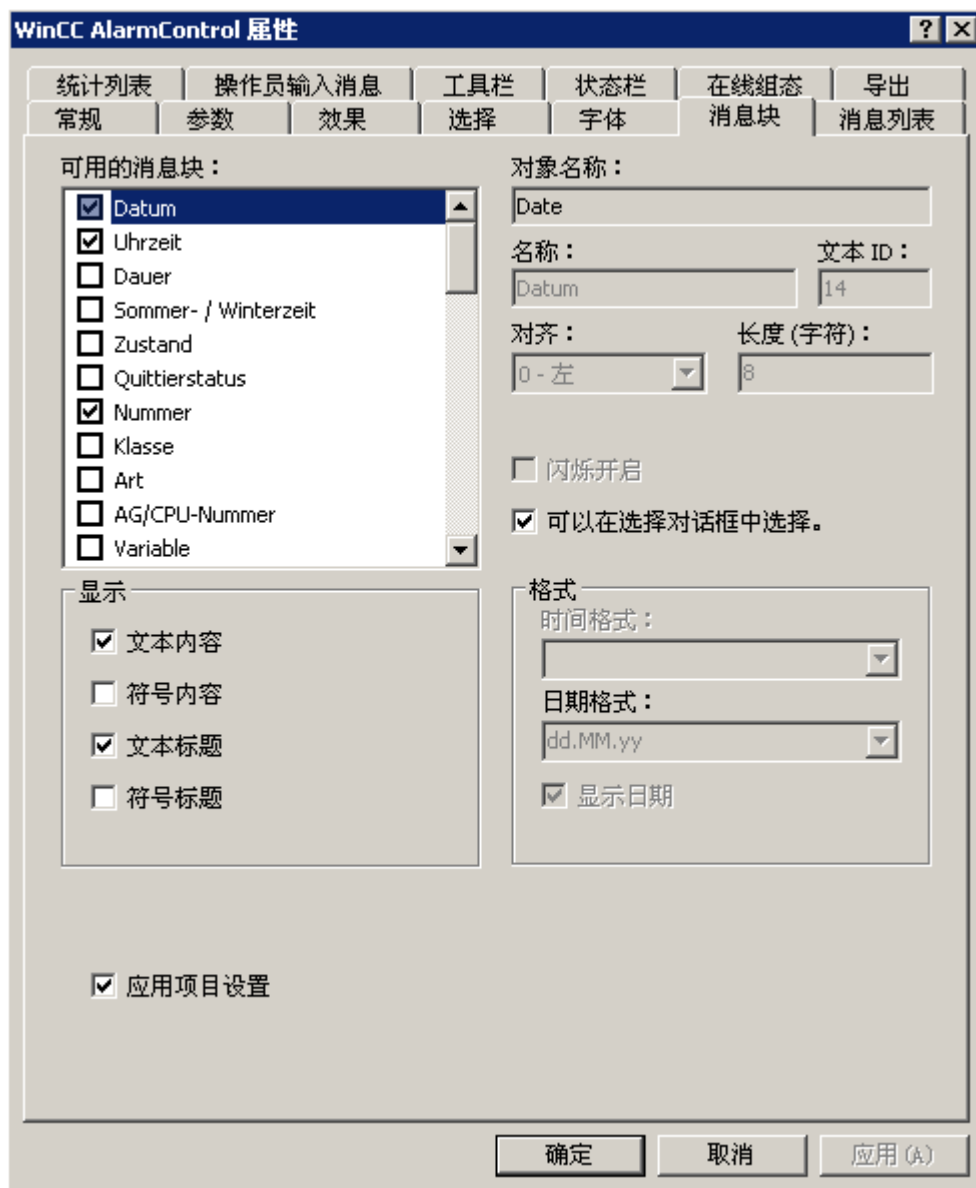 WinCC AlarmControl 属性
统计列表 操作员输入消息 工具栏 状态栏 在线组态 导出
常规 参数 效果 选择 字体 消息块 消息列表
可用的消息块：
Datum
Uhrzeit
Dauer
Sommer- / Winterzeit
Zustand
Quittierstatus
Nummer
Klasse
Art
AG/CPU-Nummer
Variable
对象名称：
Date
名称： 文本 ID：
Datum 14
对齐： 长度 (字符)：
0 - 左 8
闪烁开启
可以在选择对话框中选择。
显示
文本内容
符号内容
文本标题
符号标题
格式
时间格式：
日期格式：
dd.MM.yy
显示日期
应用项目设置
确定 取消 应用 (A)